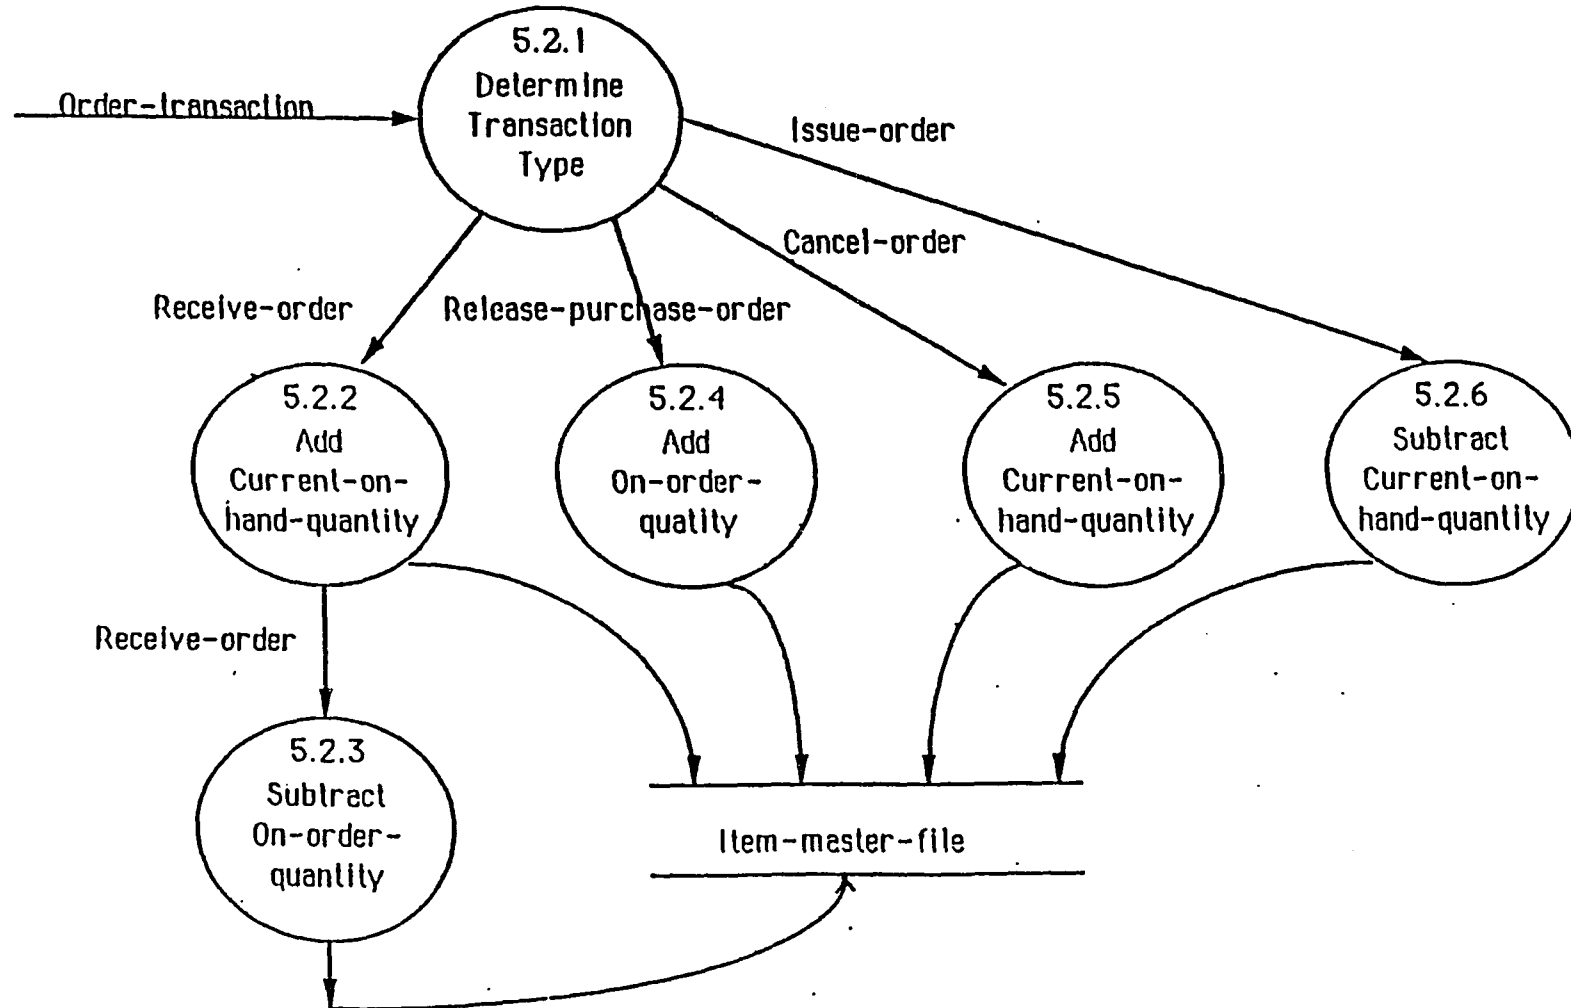 5.2.1
Determine
Transaction
Type
Order-transaction
Issue-order
Cancel-order
Receive-order
Release-purchase-order
5.2.2
Add
Current-on-
hand-quantity
5.2.4
Add
On-order-
quatity
5.2.5
Add
Current-on-
hand-quantity
5.2.6
Subtract
Current-on-
hand-quantity
Receive-order
5.2.3
Subtract
On-order-
quantity
Item-master-file